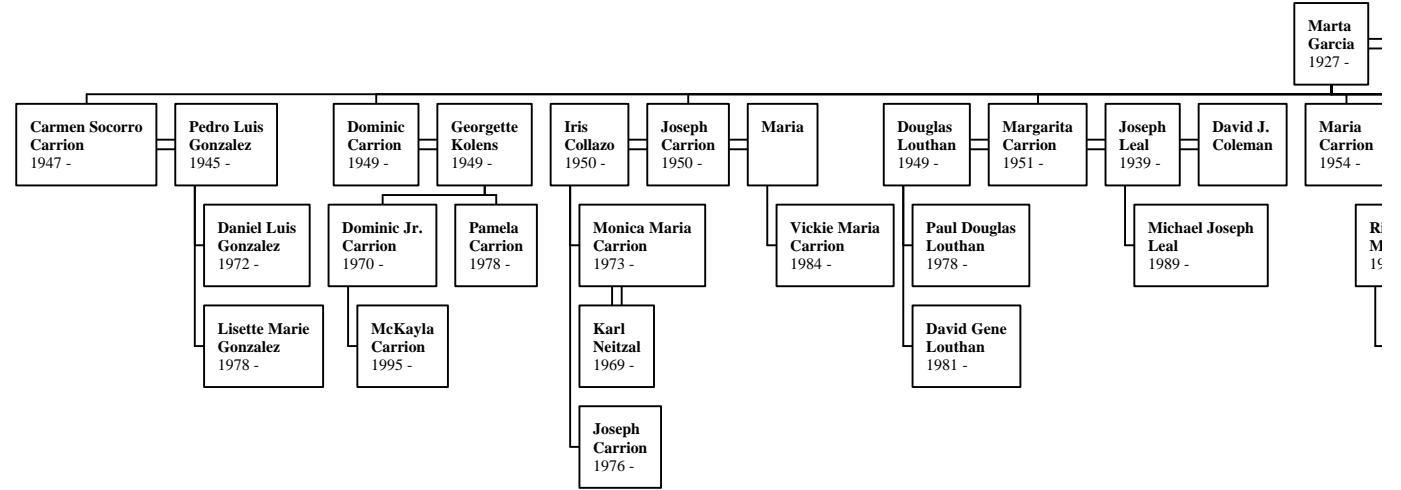 Marta
Garcia
1927 -
Carmen Socorro
Carrion
1947 -
Pedro Luis
Gonzalez
1945 -
Dominic
Carrion
1949 -
Georgette
Kolens
1949 -
Iris
Collazo
1950 -
Joseph
Carrion
1950 -
Maria
Douglas
Louthan
1949 -
Margarita
Carrion
1951 -
Joseph
Leal
1939 -
David J.
Coleman
Maria
Carrion
1954 -
Daniel Luis
Gonzalez
1972 -
Dominic Jr.
Carrion
1970 -
Pamela
Carrion
1978 -
Monica Maria
Carrion
1973 -
Vickie Maria
Carrion
1984 -
Paul Douglas
Louthan
1978 -
Michael Joseph
Leal
1989 -
Lisette Marie
Gonzalez
1978 -
McKayla
Carrion
1995 -
Karl
Neitzal
1969 -
David Gene
Louthan
1981 -
Joseph
Carrion
1976 -